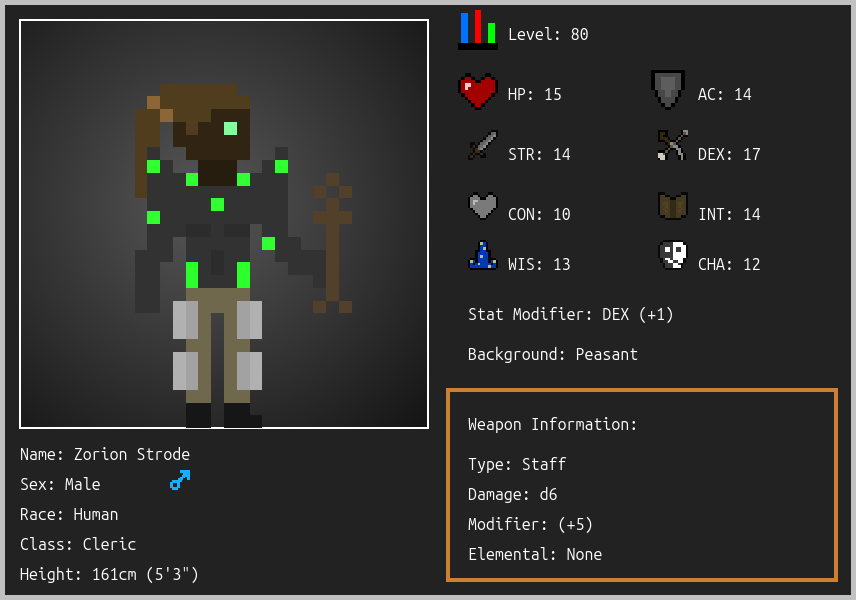 Level: 80
HP: 15
AC: 14
STR: 14
DEX: 17
CON: 10
INT: 14
WIS: 13
CHA: 12
Stat Modifier: DEX (+1)
Background: Peasant
Weapon Information:
Type: Staff
Damage: d6
Modifier: (+5)
Elemental: None
Name: Zorion Strode
Sex: Male
Race: Human
Class: Cleric
Height: 161cm (5'3")